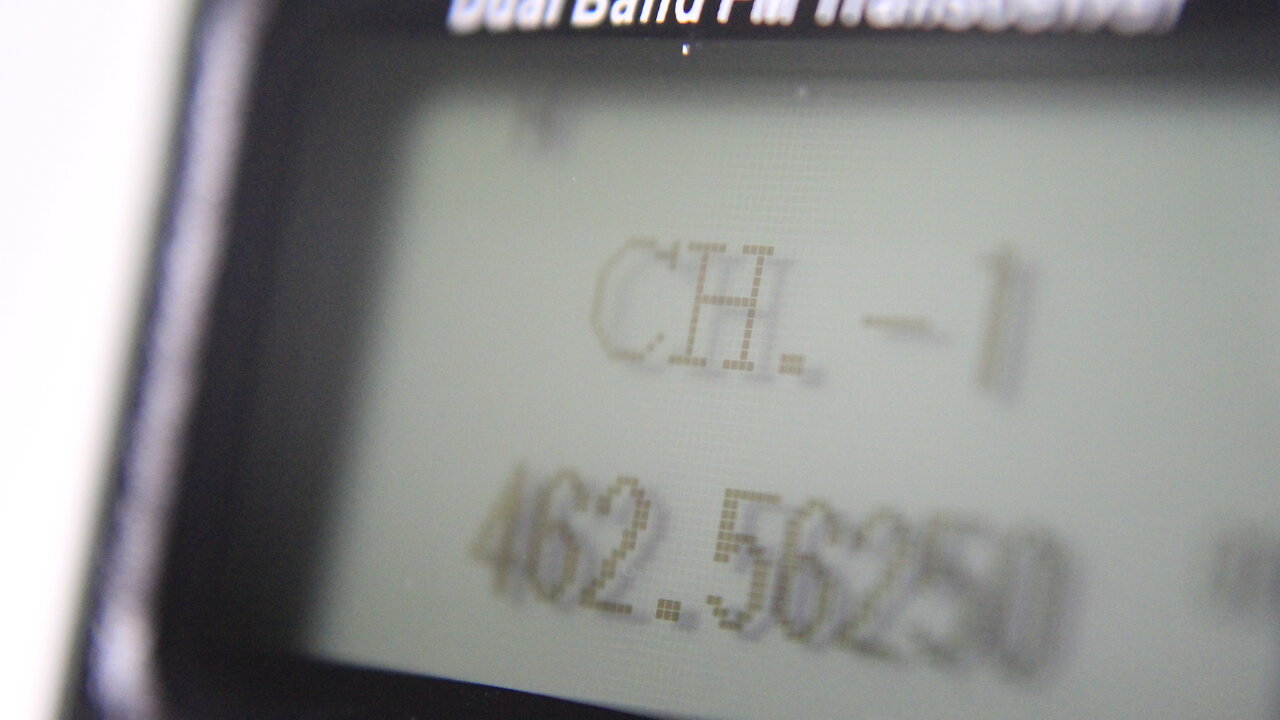 Dual Band FM Transceiver
CH.-1
462.56250